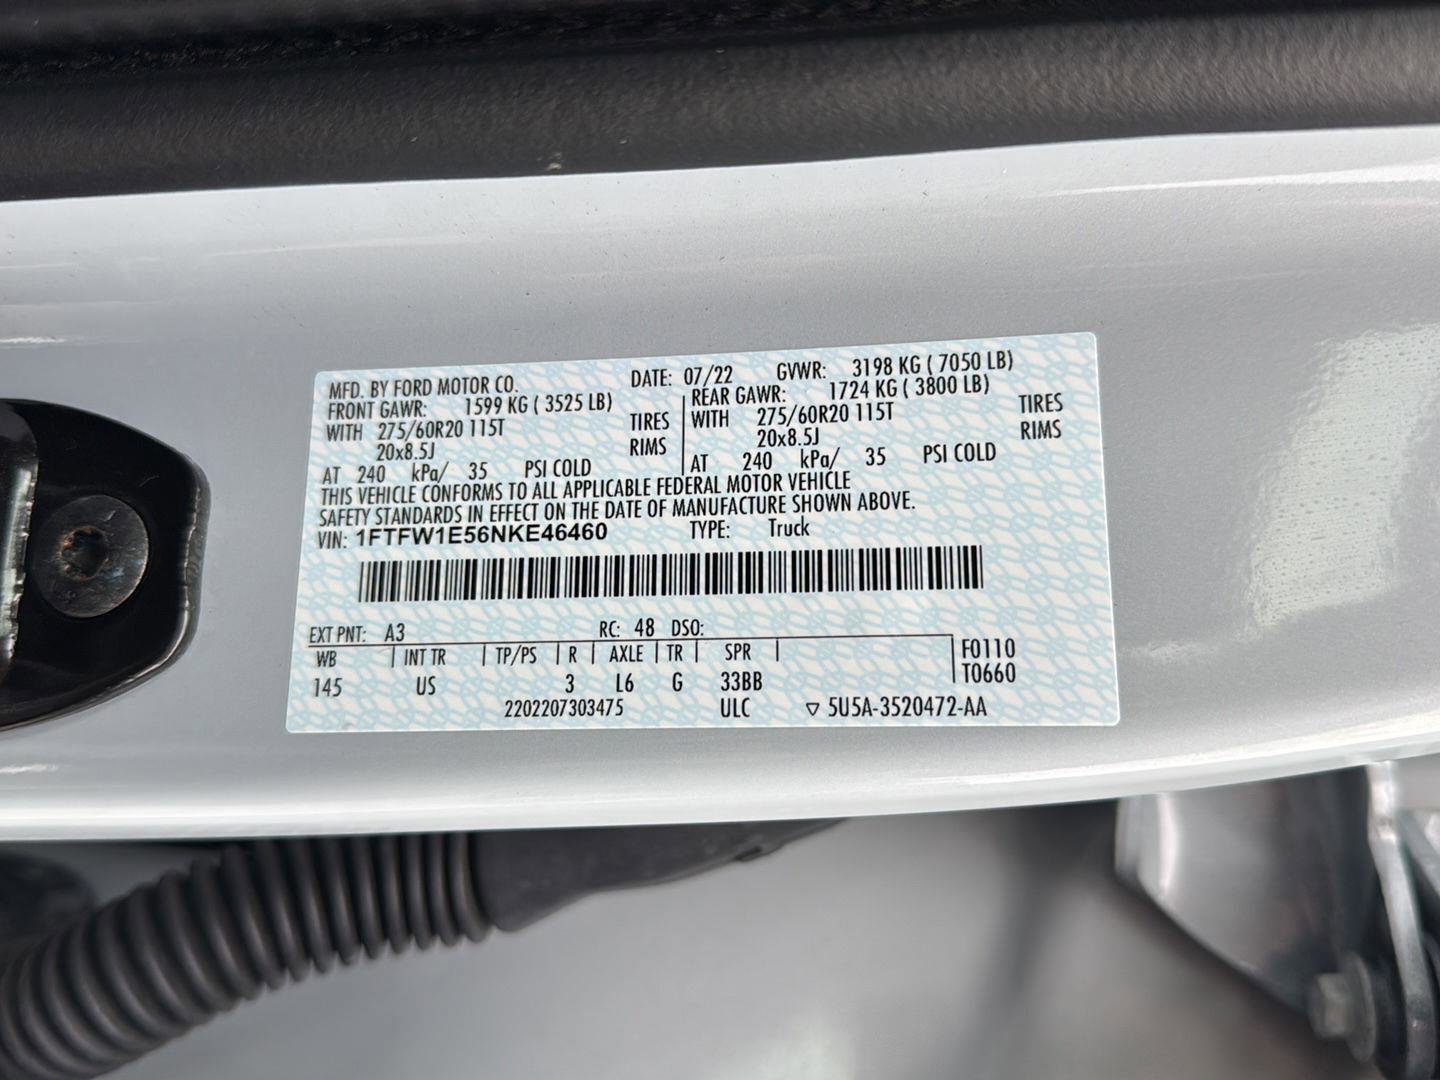 MFD. BY FORD MOTOR CO. DATE: 07/22 GVWR: 3198 KG ( 7050 LB)
FRONT GAWR: 1599 KG ( 3525 LB) REAR GAWR: 1724 KG ( 3800 LB)
WITH 275/60R20 115T TIRES WITH 275/60R20 115T TIRES
20x8.5J RIMS 20x8.5J RIMS
AT 240 kPa/ 35 PSI COLD AT 240 kPa/ 35 PSI COLD
THIS VEHICLE CONFORMS TO ALL APPLICABLE FEDERAL MOTOR VEHICLE
SAFETY STANDARDS IN EFFECT ON THE DATE OF MANUFACTURE SHOWN ABOVE.
VIN: 1FTFW1E56NKE46460 TYPE: Truck
EXT PNT: A3 RC: 48 DSO:
WB INT TR TP/PS R AXLE TR SPR F0110
145 US 3 L6 G 33BB T0660
2202207303475 ULC ▽ 5U5A-3520472-AA